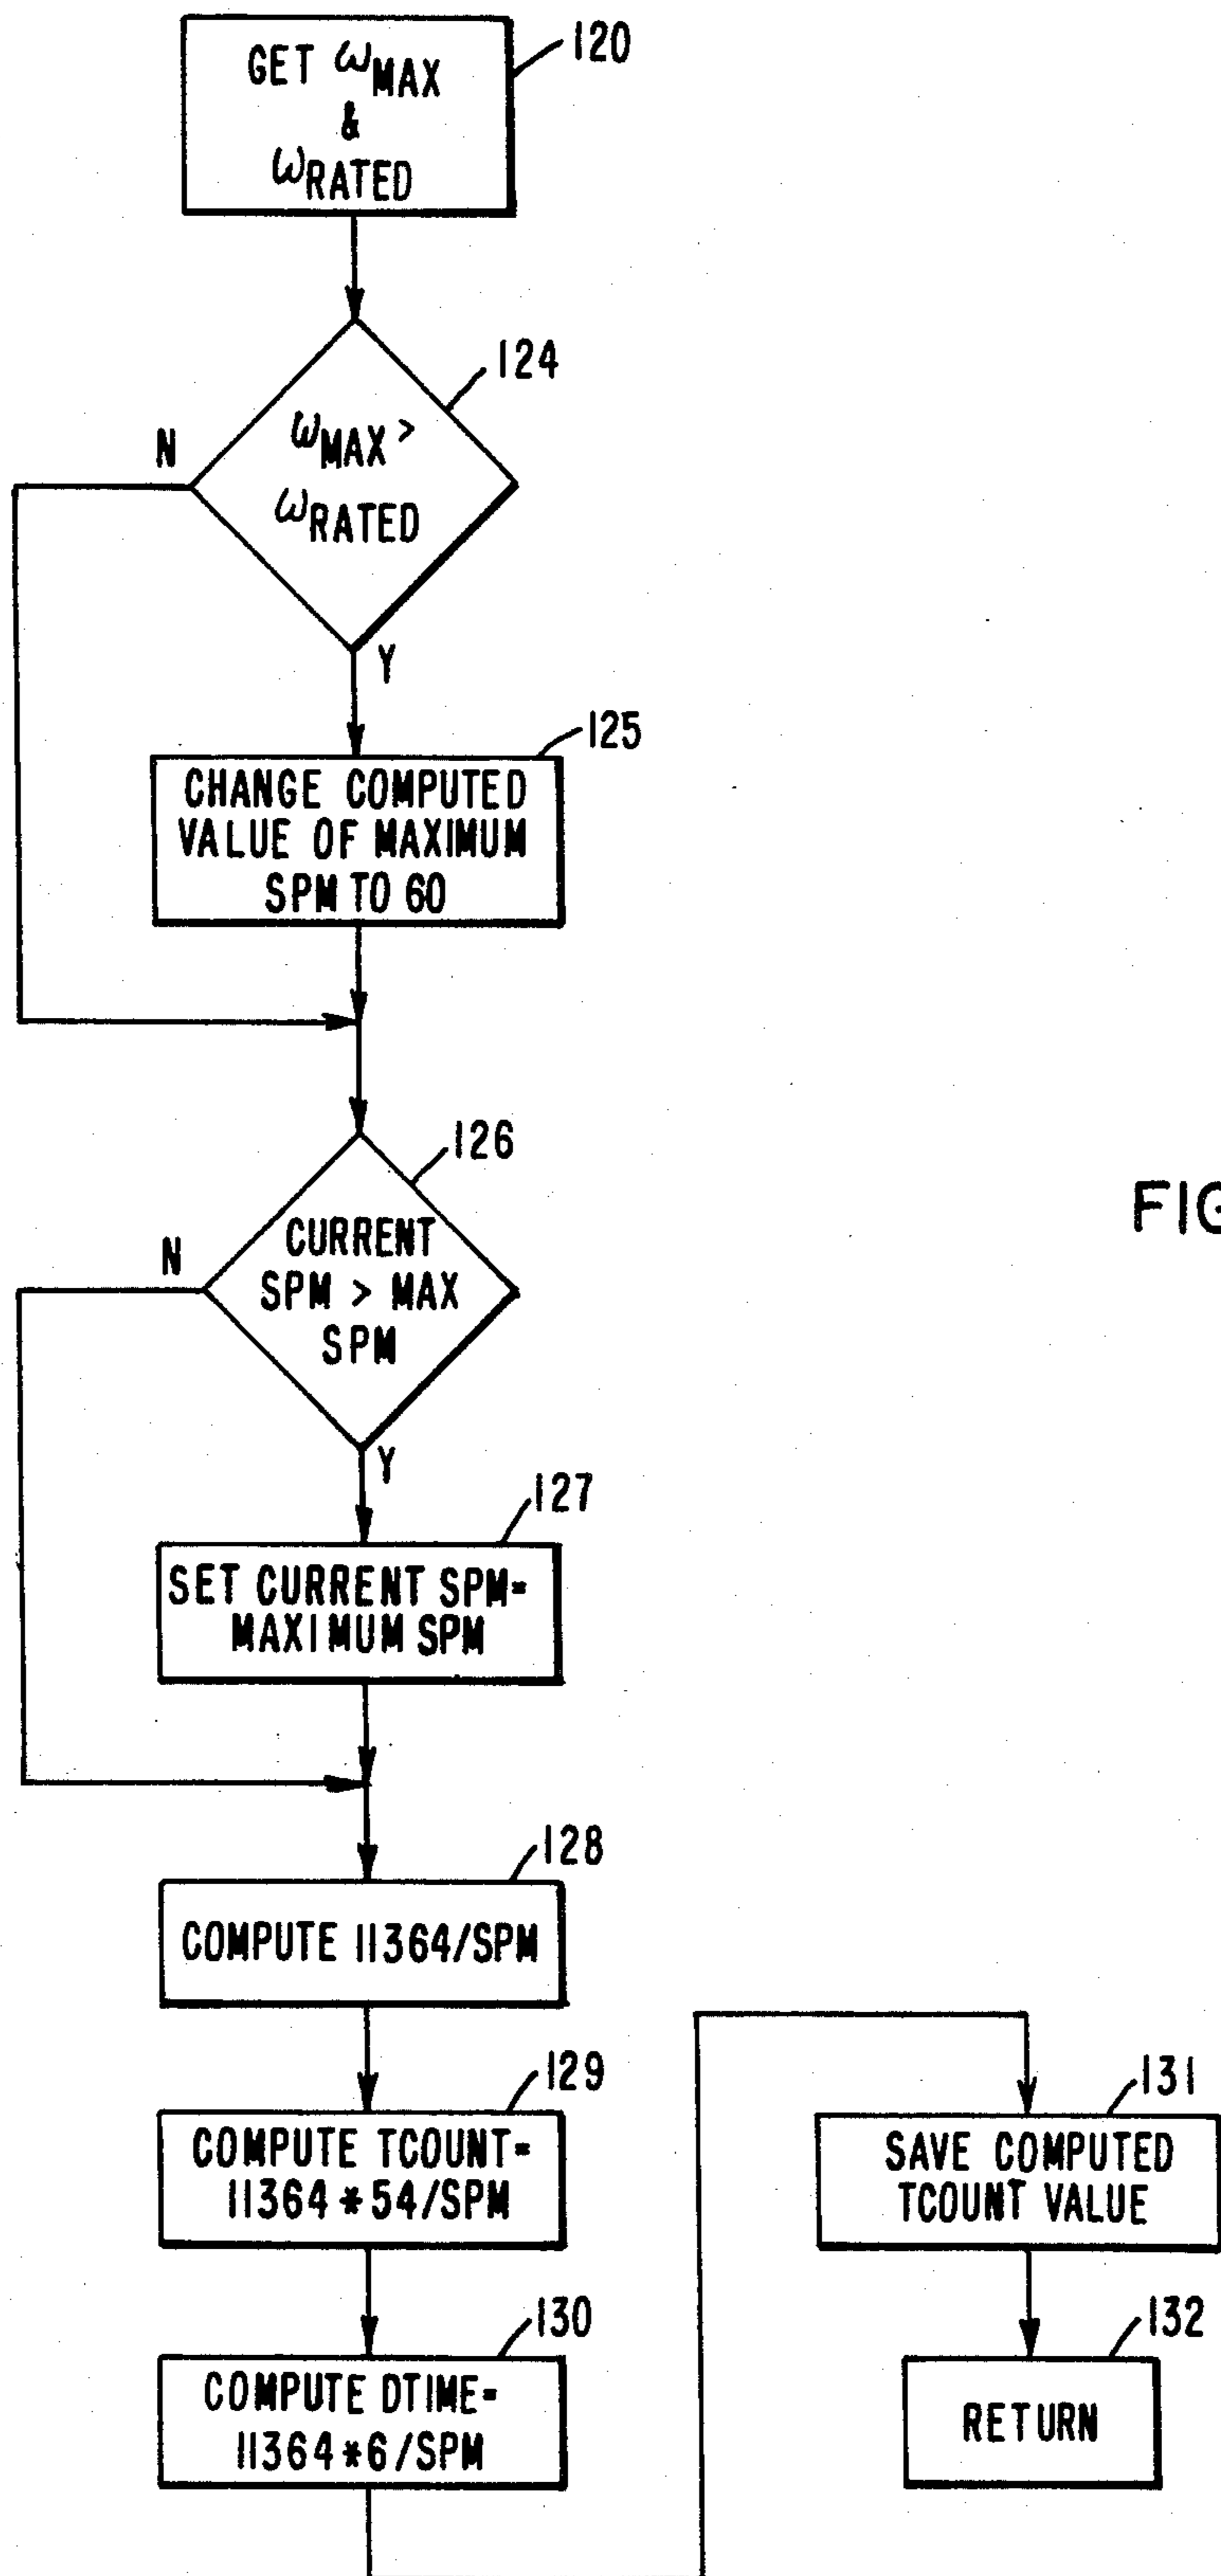 120
GET ωMAX
&
ωRATED
124
N
ωMAX >
ωRATED
Y
125
CHANGE COMPUTED
VALUE OF MAXIMUM
SPM TO 60
126
FIG
N
CURRENT
SPM > MAX
SPM
Y
127
SET CURRENT SPM=
MAXIMUM SPM
128
COMPUTE 11364/SPM
129
COMPUTE TCOUNT=
11364*54/SPM
130
COMPUTE DTIME=
11364*6/SPM
131
SAVE COMPUTED
TCOUNT VALUE
132
RETURN